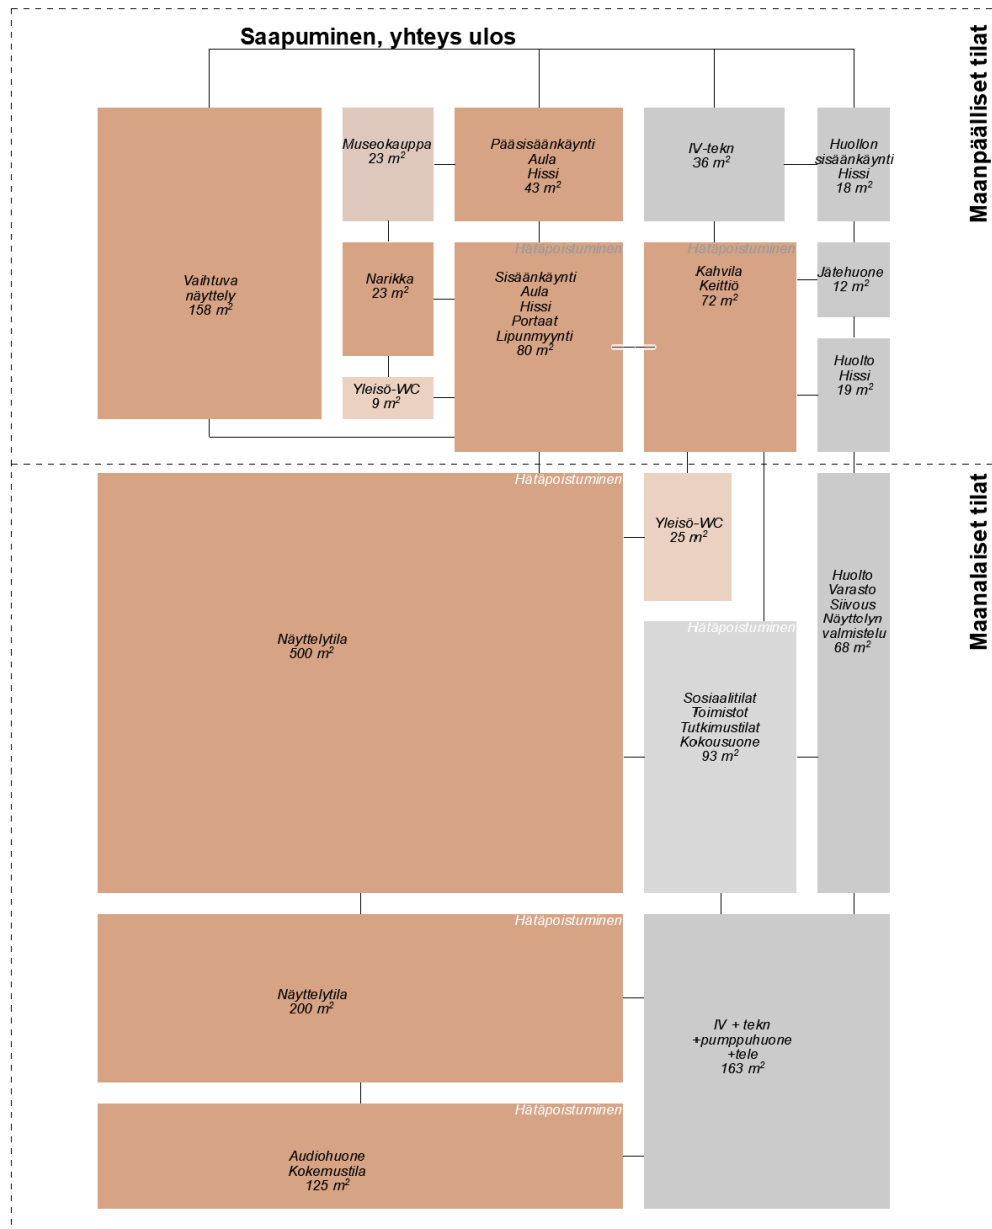 Saapuminen, yhteys ulos
Maanpäälliset tilat
Museokauppa
23 m²
Pääsisäänkäynti
Aula
Hissi
43 m²
IV-tekn
36 m²
Huollon
sisäänkäynti
Hissi
18 m²
Vaihtuva
näyttely
158 m²
Narikka
23 m²
Hätäpoistuminen
Sisäänkäynti
Aula
Hissi
Portaat
Lipunmyynti
80 m²
Hätäpoistuminen
Kahvila
Keittiö
72 m²
Jätehuone
12 m²
Yleisö-WC
9 m²
Huolto
Hissi
19 m²
Maanalaiset tilat
Hätäpoistuminen
Näyttelytila
500 m²
Yleisö-WC
25 m²
Huolto
Varasto
Siivous
Näyttelyn
valmistelu
68 m²
Hätäpoistuminen
Sosiaalitilat
Toimistot
Tutkimustilat
Kokousuone
93 m²
Hätäpoistuminen
Näyttelytila
200 m²
IV + tekn
+pumppuhuone
+tele
163 m²
Hätäpoistuminen
Audiohuone
Kokemustila
125 m²